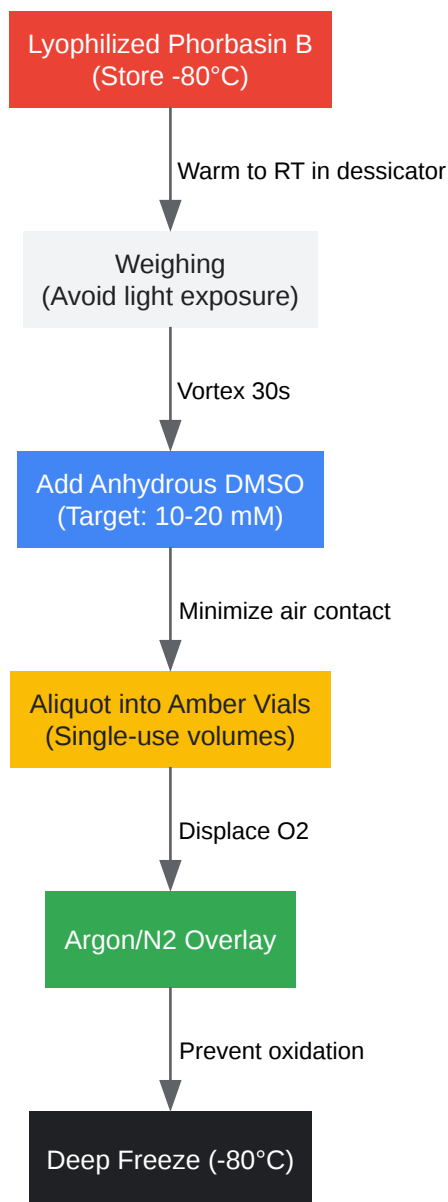 Lyophilized Phorbasin B
(Store -80°C)
Warm to RT in dessicator
Weighing
(Avoid light exposure)
Vortex 30s
Add Anhydrous DMSO
(Target: 10-20 mM)
Minimize air contact
Aliquot into Amber Vials
(Single-use volumes)
Displace O2
Argon/N2 Overlay
Prevent oxidation
Deep Freeze (-80°C)